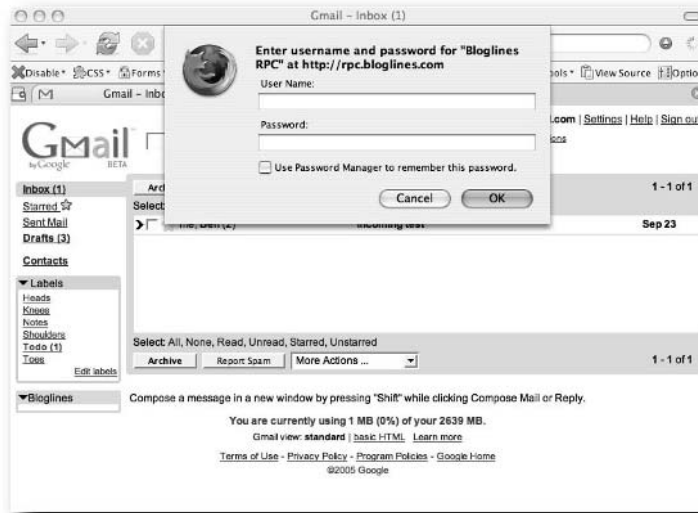 Gmail – Inbox (1)
Enter username and password for "Bloglines
RPC" at http://rpc.bloglines.com
User Name:
Password:
Use Password Manager to remember this password.
Cancel OK
Disable CSS Forms
ools View Source Optio
Gmail – Inbo
.com | Settings | Help | Sign out
GMail
by Google BETA
Inbox (1)
Starred
Sent Mail
Drafts (3)
Contacts
Labels
Heads
Knees
Notes
Shoulders
Todo (1)
Toes
Edit labels
Bloglines
Arc 1 - 1 of 1
Select:
me, Ben (2) Incoming test Sep 23
Select: All, None, Read, Unread, Starred, Unstarred
Archive Report Spam More Actions ... 1 - 1 of 1
Compose a message in a new window by pressing "Shift" while clicking Compose Mail or Reply.
You are currently using 1 MB (0%) of your 2639 MB.
Gmail view: standard | basic HTML Learn more
Terms of Use - Privacy Policy - Program Policies - Google Home
©2005 Google